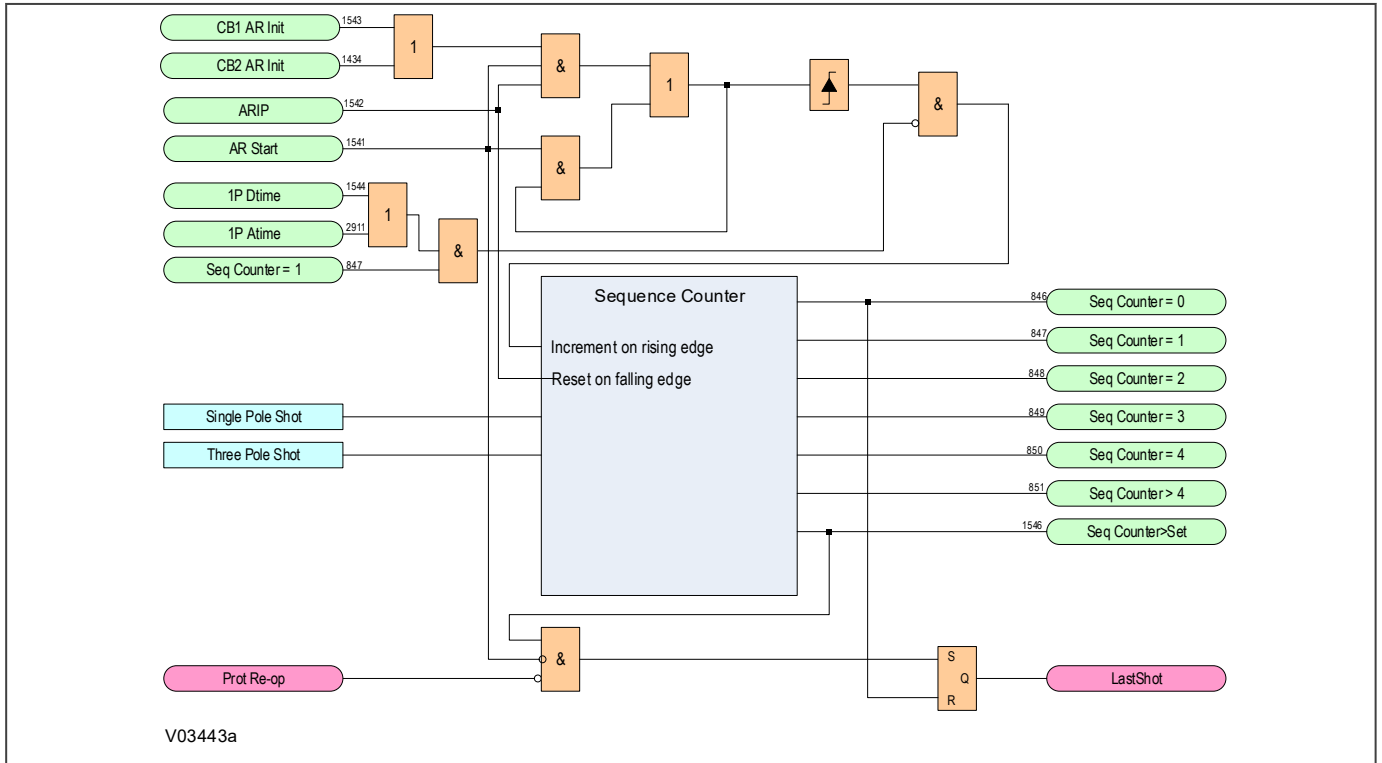 CB1 AR Init
1543
1
CB2 AR Init
1434
&
1
&
ARIP
1542
AR Start
1541
&
1P Dtime
1544
1
1P Atime
2911
&
Seq Counter = 1
847
Sequence Counter
Increment on rising edge
Reset on falling edge
846
Seq Counter = 0
847
Seq Counter = 1
848
Seq Counter = 2
Single Pole Shot
849
Seq Counter = 3
Three Pole Shot
850
Seq Counter = 4
851
Seq Counter > 4
1546
Seq Counter>Set
&
S
Q
R
Prot Re-op
LastShot
V03443a